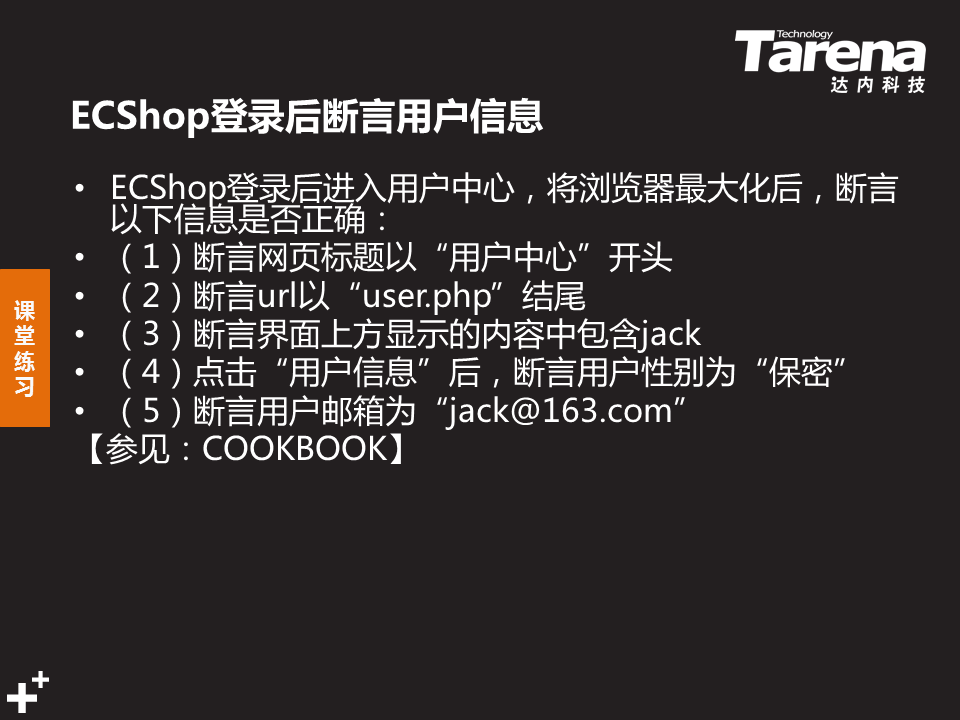 Technology
Tarena
达内科技
ECShop登录后断言用户信息
• ECShop登录后进入用户中心，将浏览器最大化后，断言
以下信息是否正确：
• （1）断言网页标题以“用户中心”开头
• （2）断言url以“user.php”结尾
• （3）断言界面上方显示的内容中包含jack
• （4）点击“用户信息”后，断言用户性别为“保密”
• （5）断言用户邮箱为“jack@163.com”
【参见：COOKBOOK】
课
堂
练
习